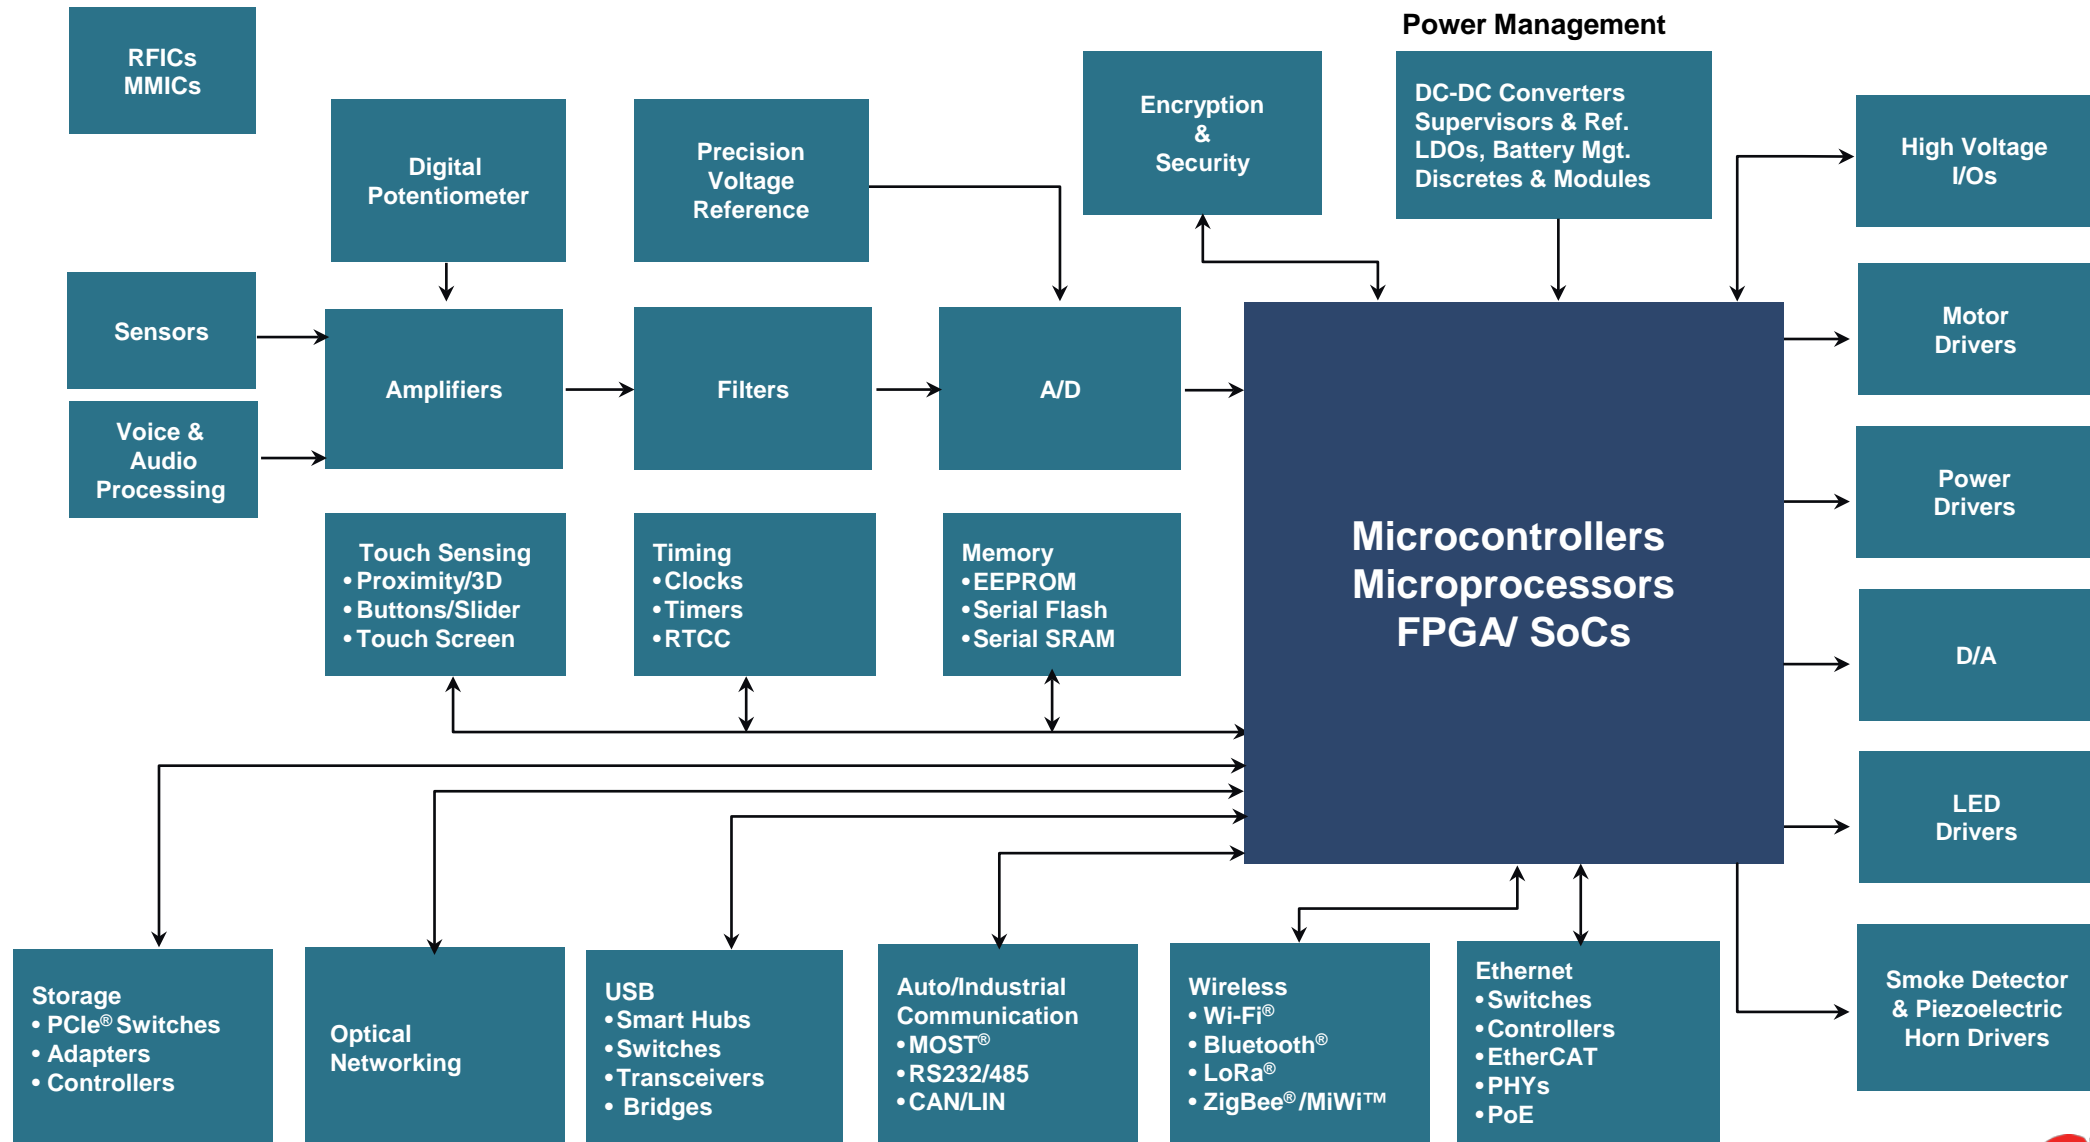 Power Management
RFICs
MMICs
Digital
Potentiometer
Precision
Voltage
Reference
Encryption
&
Security
DC-DC Converters
Supervisors & Ref.
LDOs, Battery Mgt.
Discretes & Modules
High Voltage
I/Os
Sensors
Voice &
Audio
Processing
Amplifiers
Filters
A/D
Motor
Drivers
Power
Drivers
Touch Sensing
• Proximity/3D
• Buttons/Slider
• Touch Screen
Timing
• Clocks
• Timers
• RTCC
Memory
• EEPROM
• Serial Flash
• Serial SRAM
Microcontrollers
Microprocessors
FPGA/ SoCs
D/A
LED
Drivers
Storage
• PCIe® Switches
• Adapters
• Controllers
Optical
Networking
USB
• Smart Hubs
• Switches
• Transceivers
• Bridges
Auto/Industrial
Communication
• MOST®
• RS232/485
• CAN/LIN
Wireless
• Wi-Fi®
• Bluetooth®
• LoRa®
• ZigBee®/MiWi™
Ethernet
• Switches
• Controllers
• EtherCAT
• PHYs
• PoE
Smoke Detector
& Piezoelectric
Horn Drivers